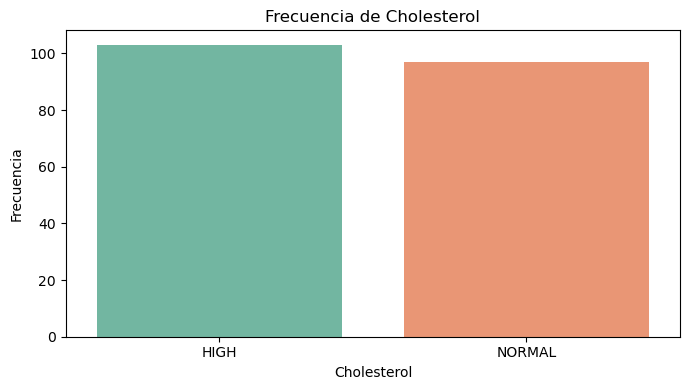 Frecuencia de Cholesterol
Frecuencia
100
80
60
40
20
0
HIGH
NORMAL
Cholesterol